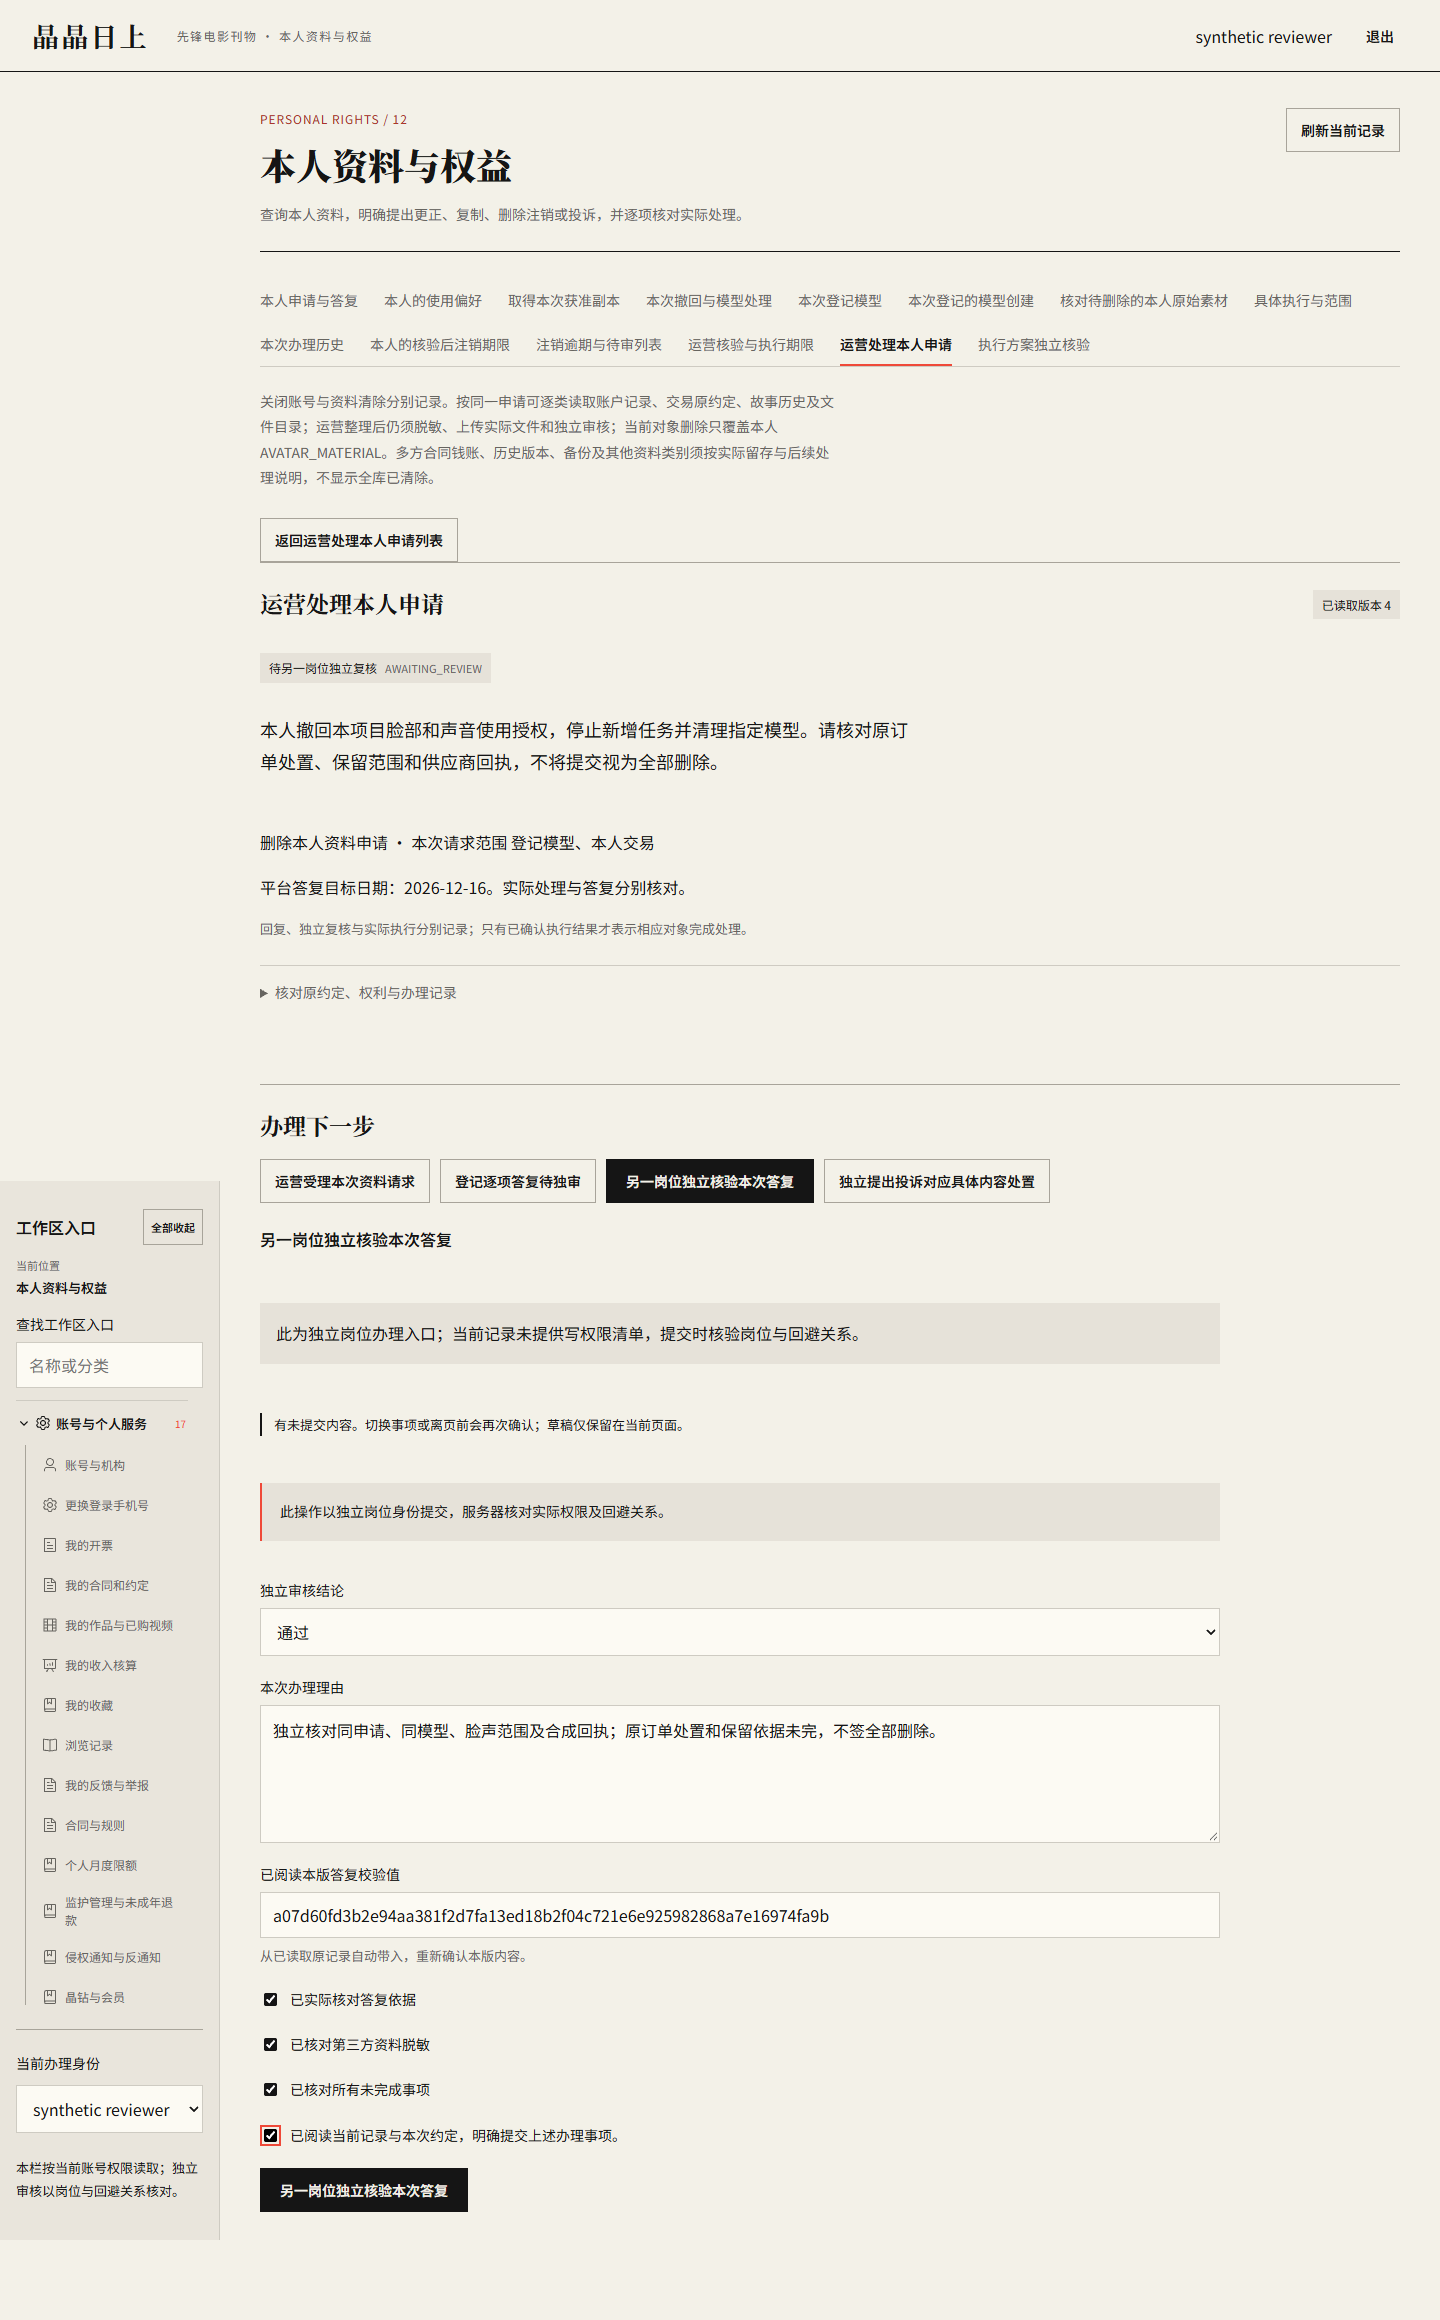 晶晶日上
先锋电影刊物 · 本人资料与权益
synthetic reviewer
退出
PERSONAL RIGHTS / 12
刷新当前记录
本人资料与权益
查询本人资料，明确提出更正、复制、删除注销或投诉，并逐项核对实际处理。
本人申请与答复 本人的使用偏好 取得本次获准副本 本次撤回与模型处理 本次登记模型 本次登记的模型创建 核对待删除的本人原始素材 具体执行与范围
本次办理历史 本人的核验后注销期限 注销逾期与待审列表 运营核验与执行期限 运营处理本人申请 执行方案独立核验
关闭账号与资料清除分别记录。按同一申请可逐类读取账户记录、交易原约定、故事历史及文
件目录；运营整理后仍须脱敏、上传实际文件和独立审核；当前对象删除只覆盖本人
AVATAR_MATERIAL。多方合同钱账、历史版本、备份及其他资料类别须按实际留存与后续处
理说明，不显示全库已清除。
返回运营处理本人申请列表
运营处理本人申请
已读取版本 4
待另一岗位独立复核 AWAITING_REVIEW
本人撤回本项目脸部和声音使用授权，停止新增任务并清理指定模型。请核对原订
单处置、保留范围和供应商回执，不将提交视为全部删除。
删除本人资料申请 · 本次请求范围 登记模型、本人交易
平台答复目标日期：2026-12-16。实际处理与答复分别核对。
回复、独立复核与实际执行分别记录；只有已确认执行结果才表示相应对象完成处理。
▶ 核对原约定、权利与办理记录
办理下一步
运营受理本次资料请求 登记逐项答复待独审 另一岗位独立核验本次答复 独立提出投诉对应具体内容处置
另一岗位独立核验本次答复
此为独立岗位办理入口；当前记录未提供写权限清单，提交时核验岗位与回避关系。
有未提交内容。切换事项或离页前会再次确认；草稿仅保留在当前页面。
此操作以独立岗位身份提交，服务器核对实际权限及回避关系。
独立审核结论
通过
本次办理理由
独立核对同申请、同模型、脸声范围及合成回执；原订单处置和保留依据未完，不签全部删除。
已阅读本版答复校验值
a07d60fd3b2e94aa381f2d7fa13ed18b2f04c721e6e925982868a7e16974fa9b
从已读取原记录自动带入，重新确认本版内容。
已实际核对答复依据
已核对第三方资料脱敏
已核对所有未完成事项
已阅读当前记录与本次约定，明确提交上述办理事项。
另一岗位独立核验本次答复
工作区入口
全部收起
当前位置
本人资料与权益
查找工作区入口
名称或分类
账号与个人服务 17
账号与机构
更换登录手机号
我的开票
我的合同和约定
我的作品与已购视频
我的收入核算
我的收藏
浏览记录
我的反馈与举报
合同与规则
个人月度限额
监护管理与未成年退
款
侵权通知与反通知
晶钻与会员
当前办理身份
synthetic reviewer
本栏按当前账号权限读取；独立
审核以岗位与回避关系核对。